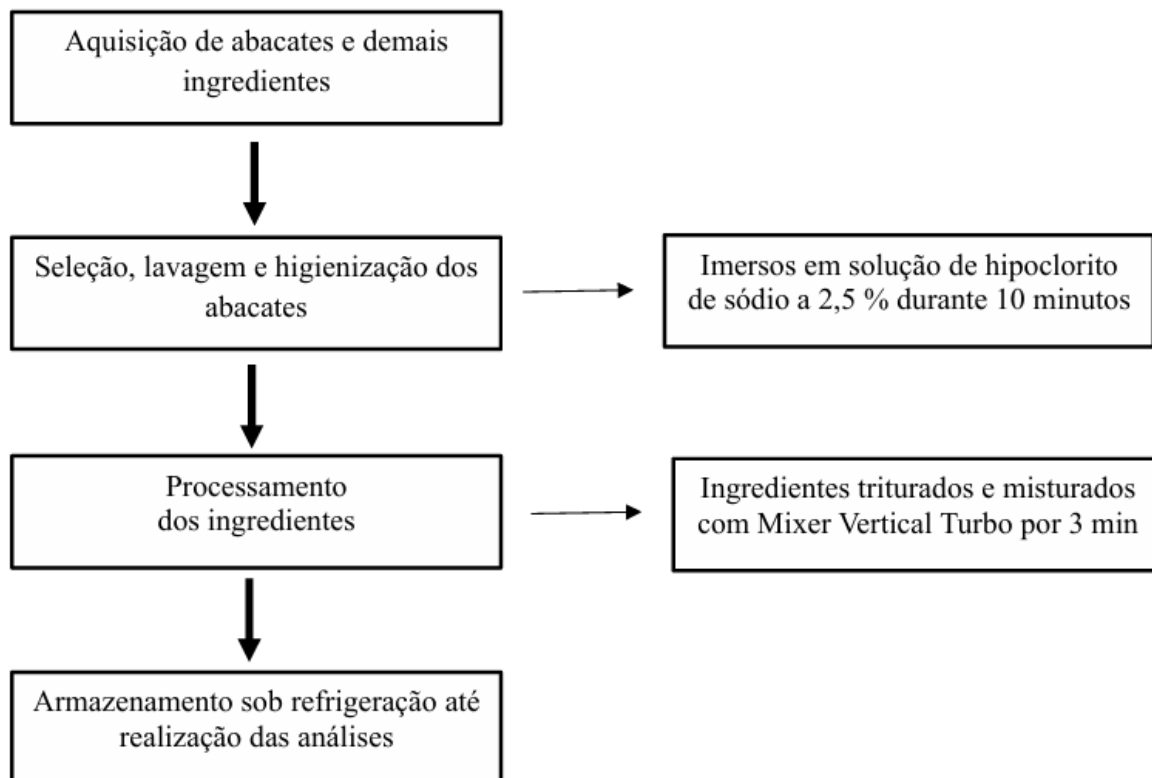 Aquisição de abacates e demais
ingredientes
Seleção, lavagem e higienização dos
abacates
Imersos em solução de hipoclorito
de sódio a 2,5 % durante 10 minutos
Processamento
dos ingredientes
Ingredientes triturados e misturados
com Mixer Vertical Turbo por 3 min
Armazenamento sob refrigeração até
realização das análises